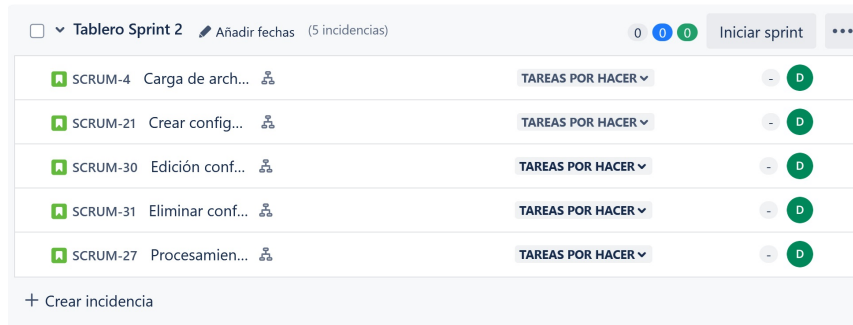 Tablero Sprint 2 Añadir fechas (5 incidencias) 0 0 0 Iniciar sprint •••
SCRUM-4 Carga de arch... TAREAS POR HACER - D
SCRUM-21 Crear config... TAREAS POR HACER - D
SCRUM-30 Edición conf... TAREAS POR HACER - D
SCRUM-31 Eliminar conf... TAREAS POR HACER - D
SCRUM-27 Procesamien... TAREAS POR HACER - D
+ Crear incidencia